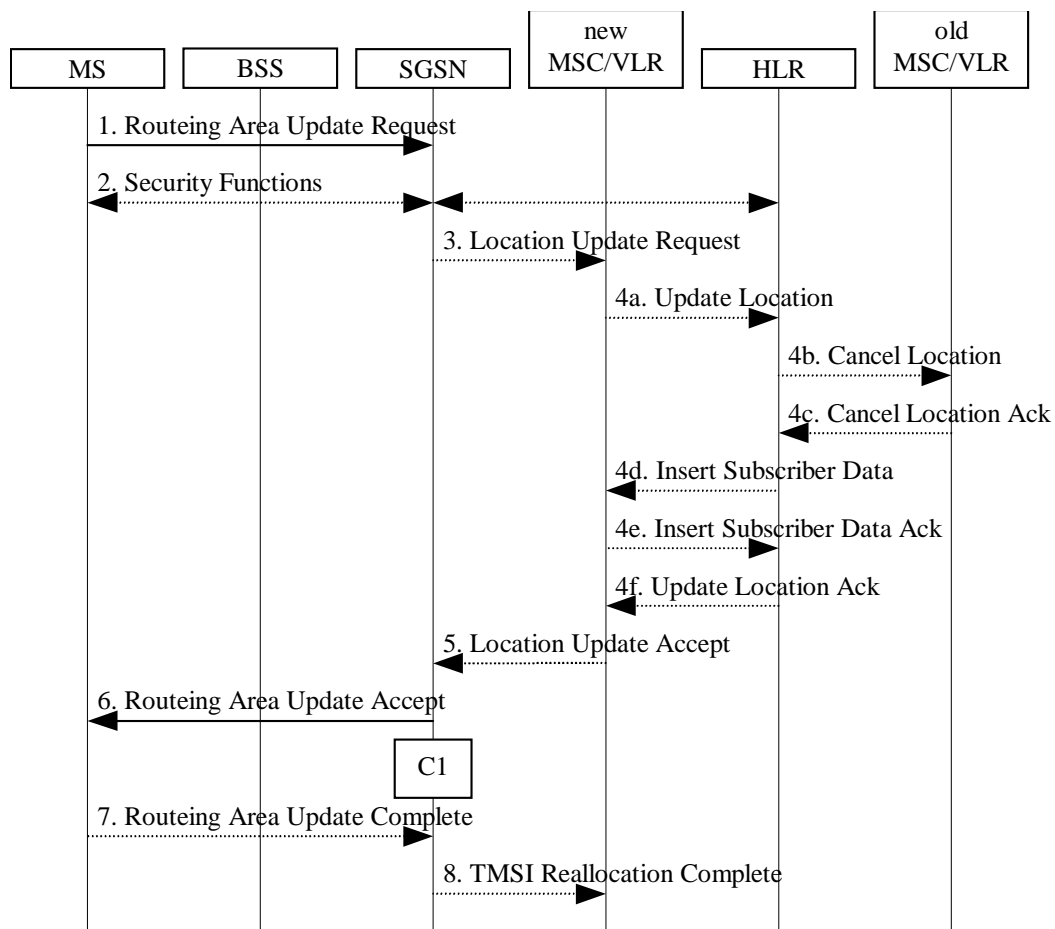 new
old
MS
BSS
SGSN
MSC/VLR
HLR
MSC/VLR
1. Routeing Area Update Request
2. Security Functions
3. Location Update Request
4a. Update Location
4b. Cancel Location
4c. Cancel Location Ack
4d. Insert Subscriber Data
4e. Insert Subscriber Data Ack
4f. Update Location Ack
5. Location Update Accept
6. Routeing Area Update Accept
C1
7. Routeing Area Update Complete
8. TMSI Reallocation Complete